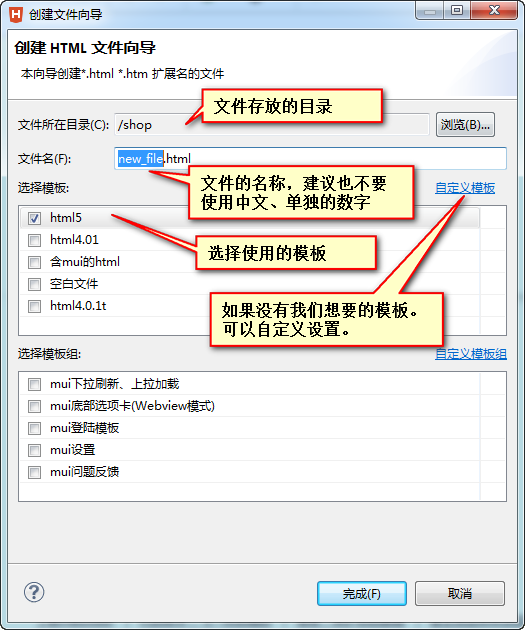 创建文件向导
创建 HTML 文件向导
本向导创建*.html *.htm 扩展名的文件
文件存放的目录
文件所在目录(C): /shop 浏览(B)...
文件名(F): new_file.html
文件的名称，建议也不要
使用中文、单独的数字
选择模板: 自定义模板
html5
选择使用的模板
html4.01
含mui的html
空白文件
html4.0.1t
如果没有我们想要的模板。
可以自定义设置。
选择模板组: 自定义模板组
mui下拉刷新、上拉加载
mui底部选项卡(Webview模式)
mui登陆模板
mui设置
mui问题反馈
完成(F) 取消